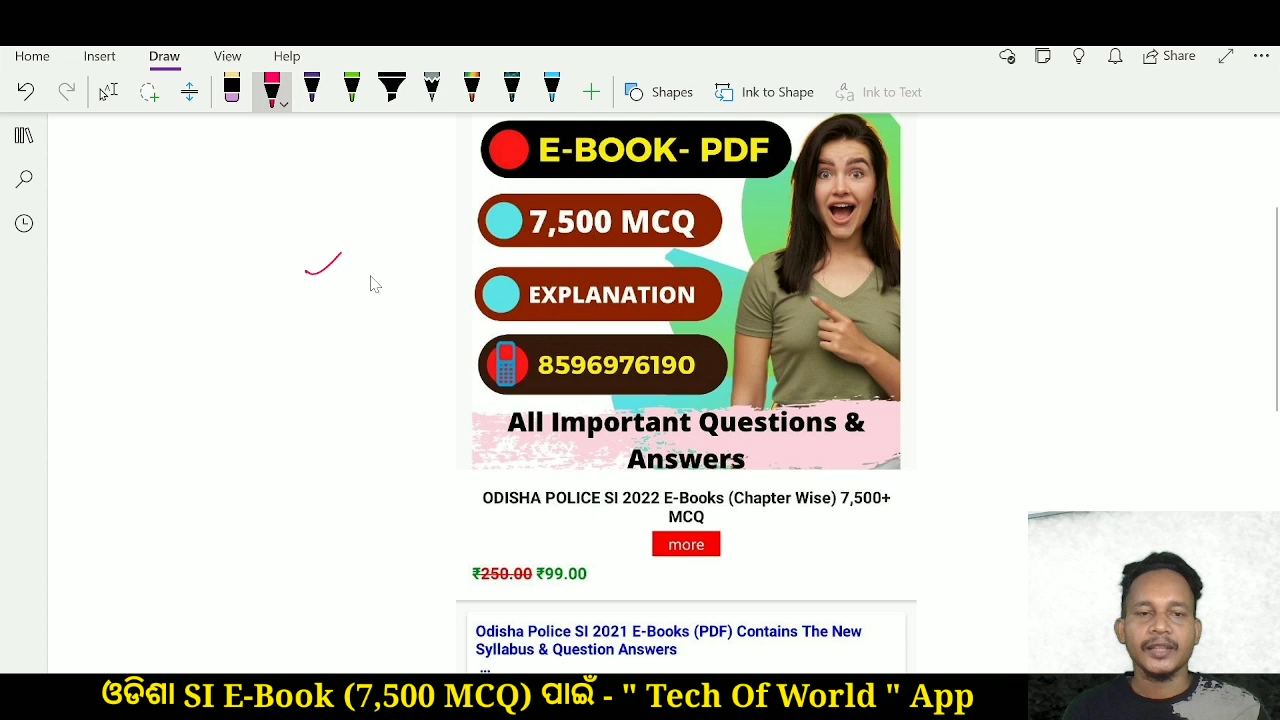 Home Insert Draw View Help
Share
Shapes Ink to Shape Ink to Text
E-BOOK- PDF
7,500 MCQ
EXPLANATION
8596976190
All Important Questions &
Answers
ODISHA POLICE SI 2022 E-Books (Chapter Wise) 7,500+
MCQ
more
₹250.00 ₹99.00
Odisha Police SI 2021 E-Books (PDF) Contains The New
Syllabus & Question Answers
...
ଓଡିଶା SI E-Book (7,500 MCQ) ପାଇଁ - " Tech Of World " App